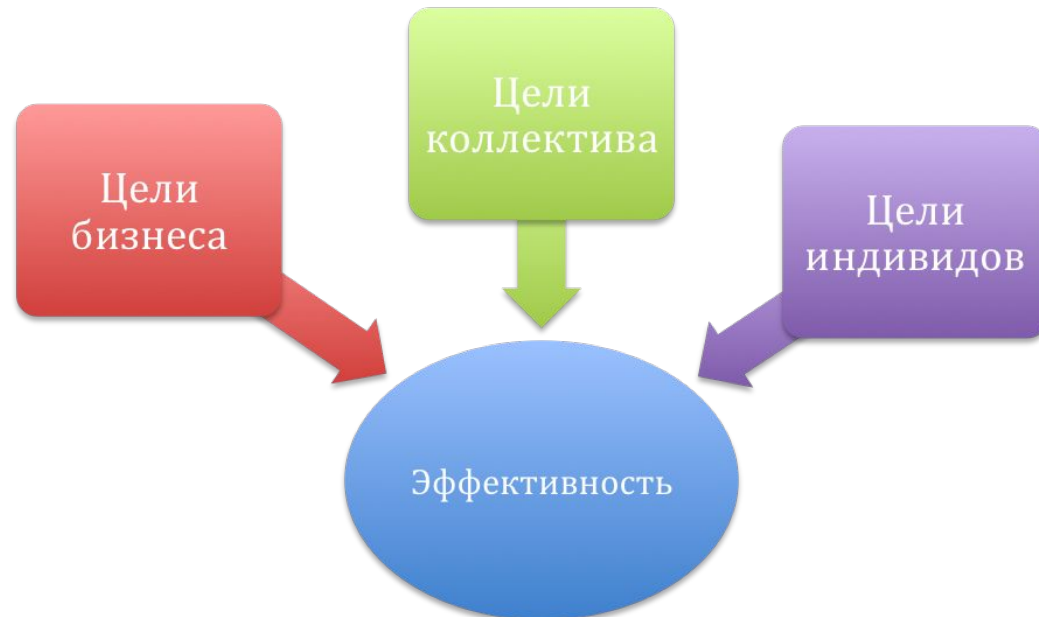 Цели
бизнеса
Цели
коллектива
Цели
индивидов
Эффективность